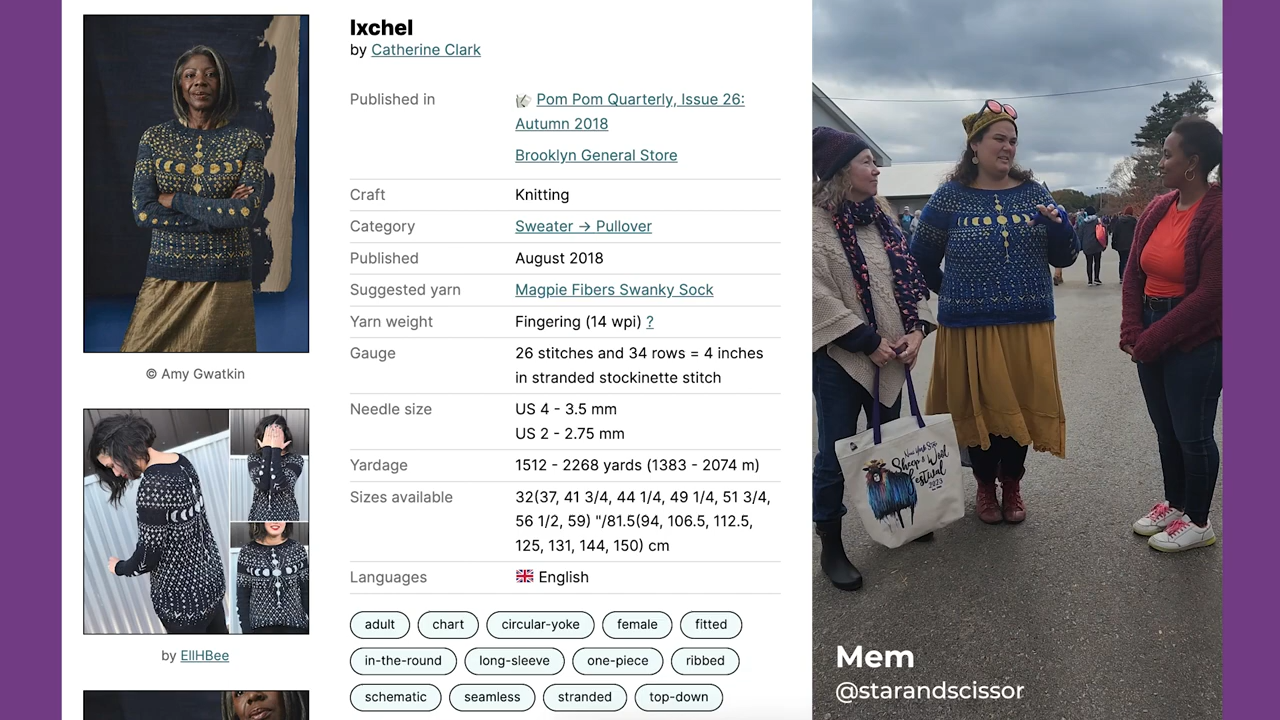 Ixchel
by Catherine Clark
Published in
Pom Pom Quarterly, Issue 26:
Autumn 2018
Brooklyn General Store
Craft
Knitting
Category
Sweater → Pullover
Published
August 2018
Suggested yarn
Magpie Fibers Swanky Sock
Yarn weight
Fingering (14 wpi) ?
Gauge
26 stitches and 34 rows = 4 inches
in stranded stockinette stitch
Needle size
US 4 - 3.5 mm
US 2 - 2.75 mm
Yardage
1512 - 2268 yards (1383 - 2074 m)
Sizes available
32(37, 41 3/4, 44 1/4, 49 1/4, 51 3/4,
56 1/2, 59) "/81.5(94, 106.5, 112.5,
125, 131, 144, 150) cm
Languages
English
adult
chart
circular-yoke
female
fitted
in-the-round
long-sleeve
one-piece
ribbed
schematic
seamless
stranded
top-down
© Amy Gwatkin
by EllHBee
New York State
Sheep & Wool
Festival
2023
Mem
@starandscissor